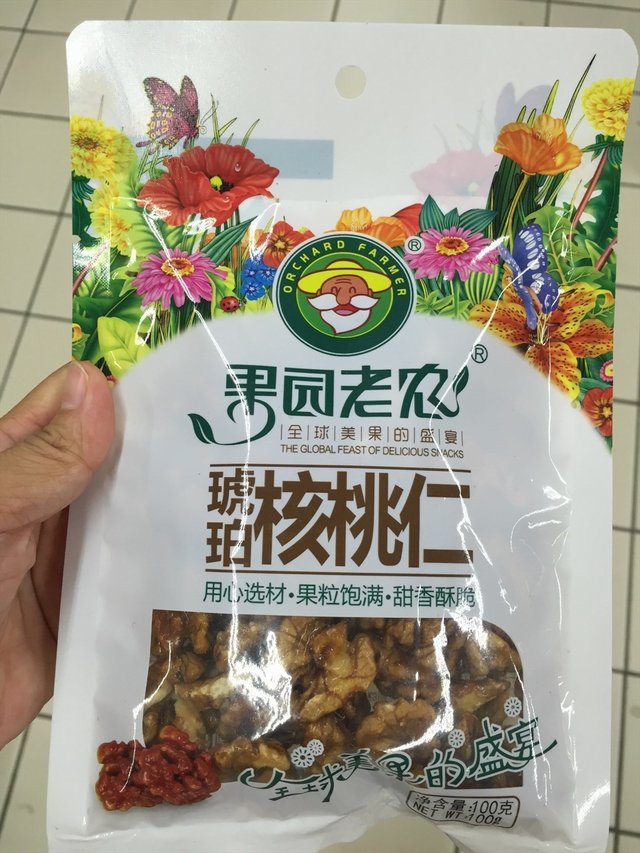 ORCHARD FARMER ®
果园老农 ®
全球美果的盛宴
THE GLOBAL FEAST OF DELICIOUS SNACKS
琥珀核桃仁
用心选材·果粒饱满·甜香酥脆
全球美果的盛宴
净含量:100克
NET WT:100g